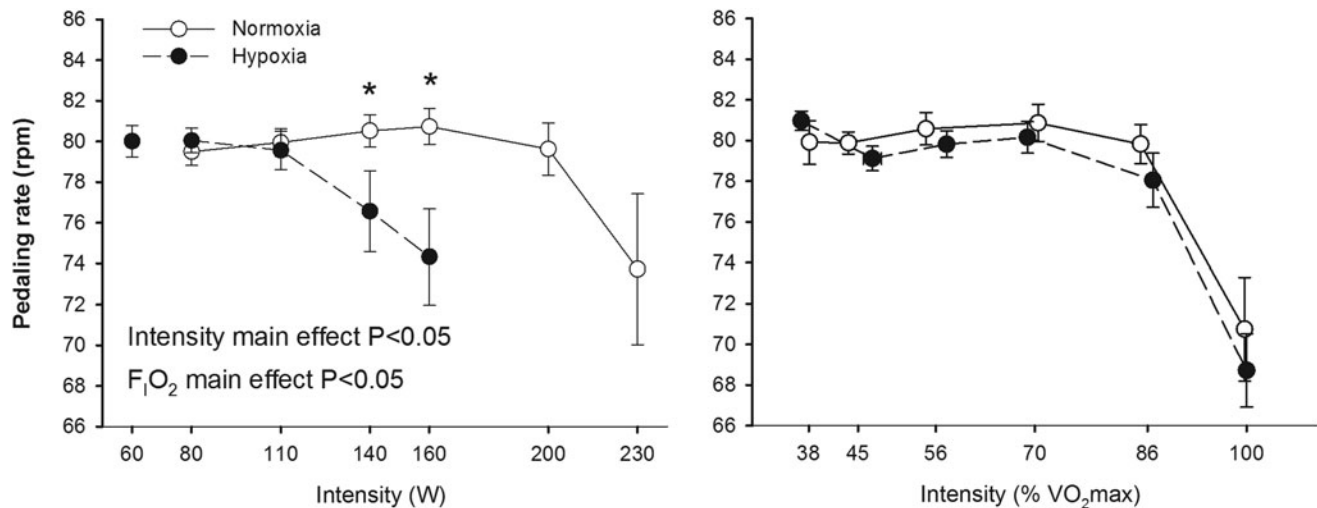 86
84
82
80
78
76
74
72
70
68
66
Pedaling rate (rpm)
Normoxia
Hypoxia
*
*
Intensity main effect P<0.05
FIO2 main effect P<0.05
60 80 110 140 160 200 230
Intensity (W)
86
84
82
80
78
76
74
72
70
68
66
38 45 56 70 86 100
Intensity (% VO2max)